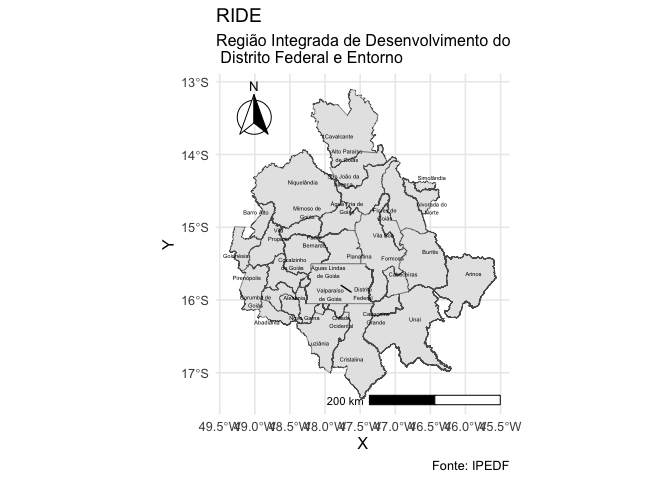 RIDE
Região Integrada de Desenvolvimento do
Distrito Federal e Entorno
13°S
N
Cavalcante
14°S
Alto Paraíso
de Goiás
São João da
Simolândia
Niquelândia
Água Fria de
Goiás
Alvorada do
Norte
Mimoso de
Goiás
Flores de
Goiás
Barro Alto
15°S
Vila
Propício
Vila Boa
Padre
Bernardo
Goianésia
Planaltina
Formosa
Buritis
Cocalzinho
de Goiás
Águas Lindas
de Goiás
Cabeceiras
Arinos
Pirenópolis
Valparaíso
de Goiás
Distrito
Federal
16°S
Corumbá de
Goiás
Alexânia
Abadiânia
Novo Gama
Cidade
Ocidental
Cabeceira
Grande
Unaí
Luziânia
Cristalina
17°S
200 km
Y
49.5°W
49.0°W
48.5°W
48.0°W
47.5°W
47.0°W
46.5°W
46.0°W
45.5°W
X
Fonte: IPEDF